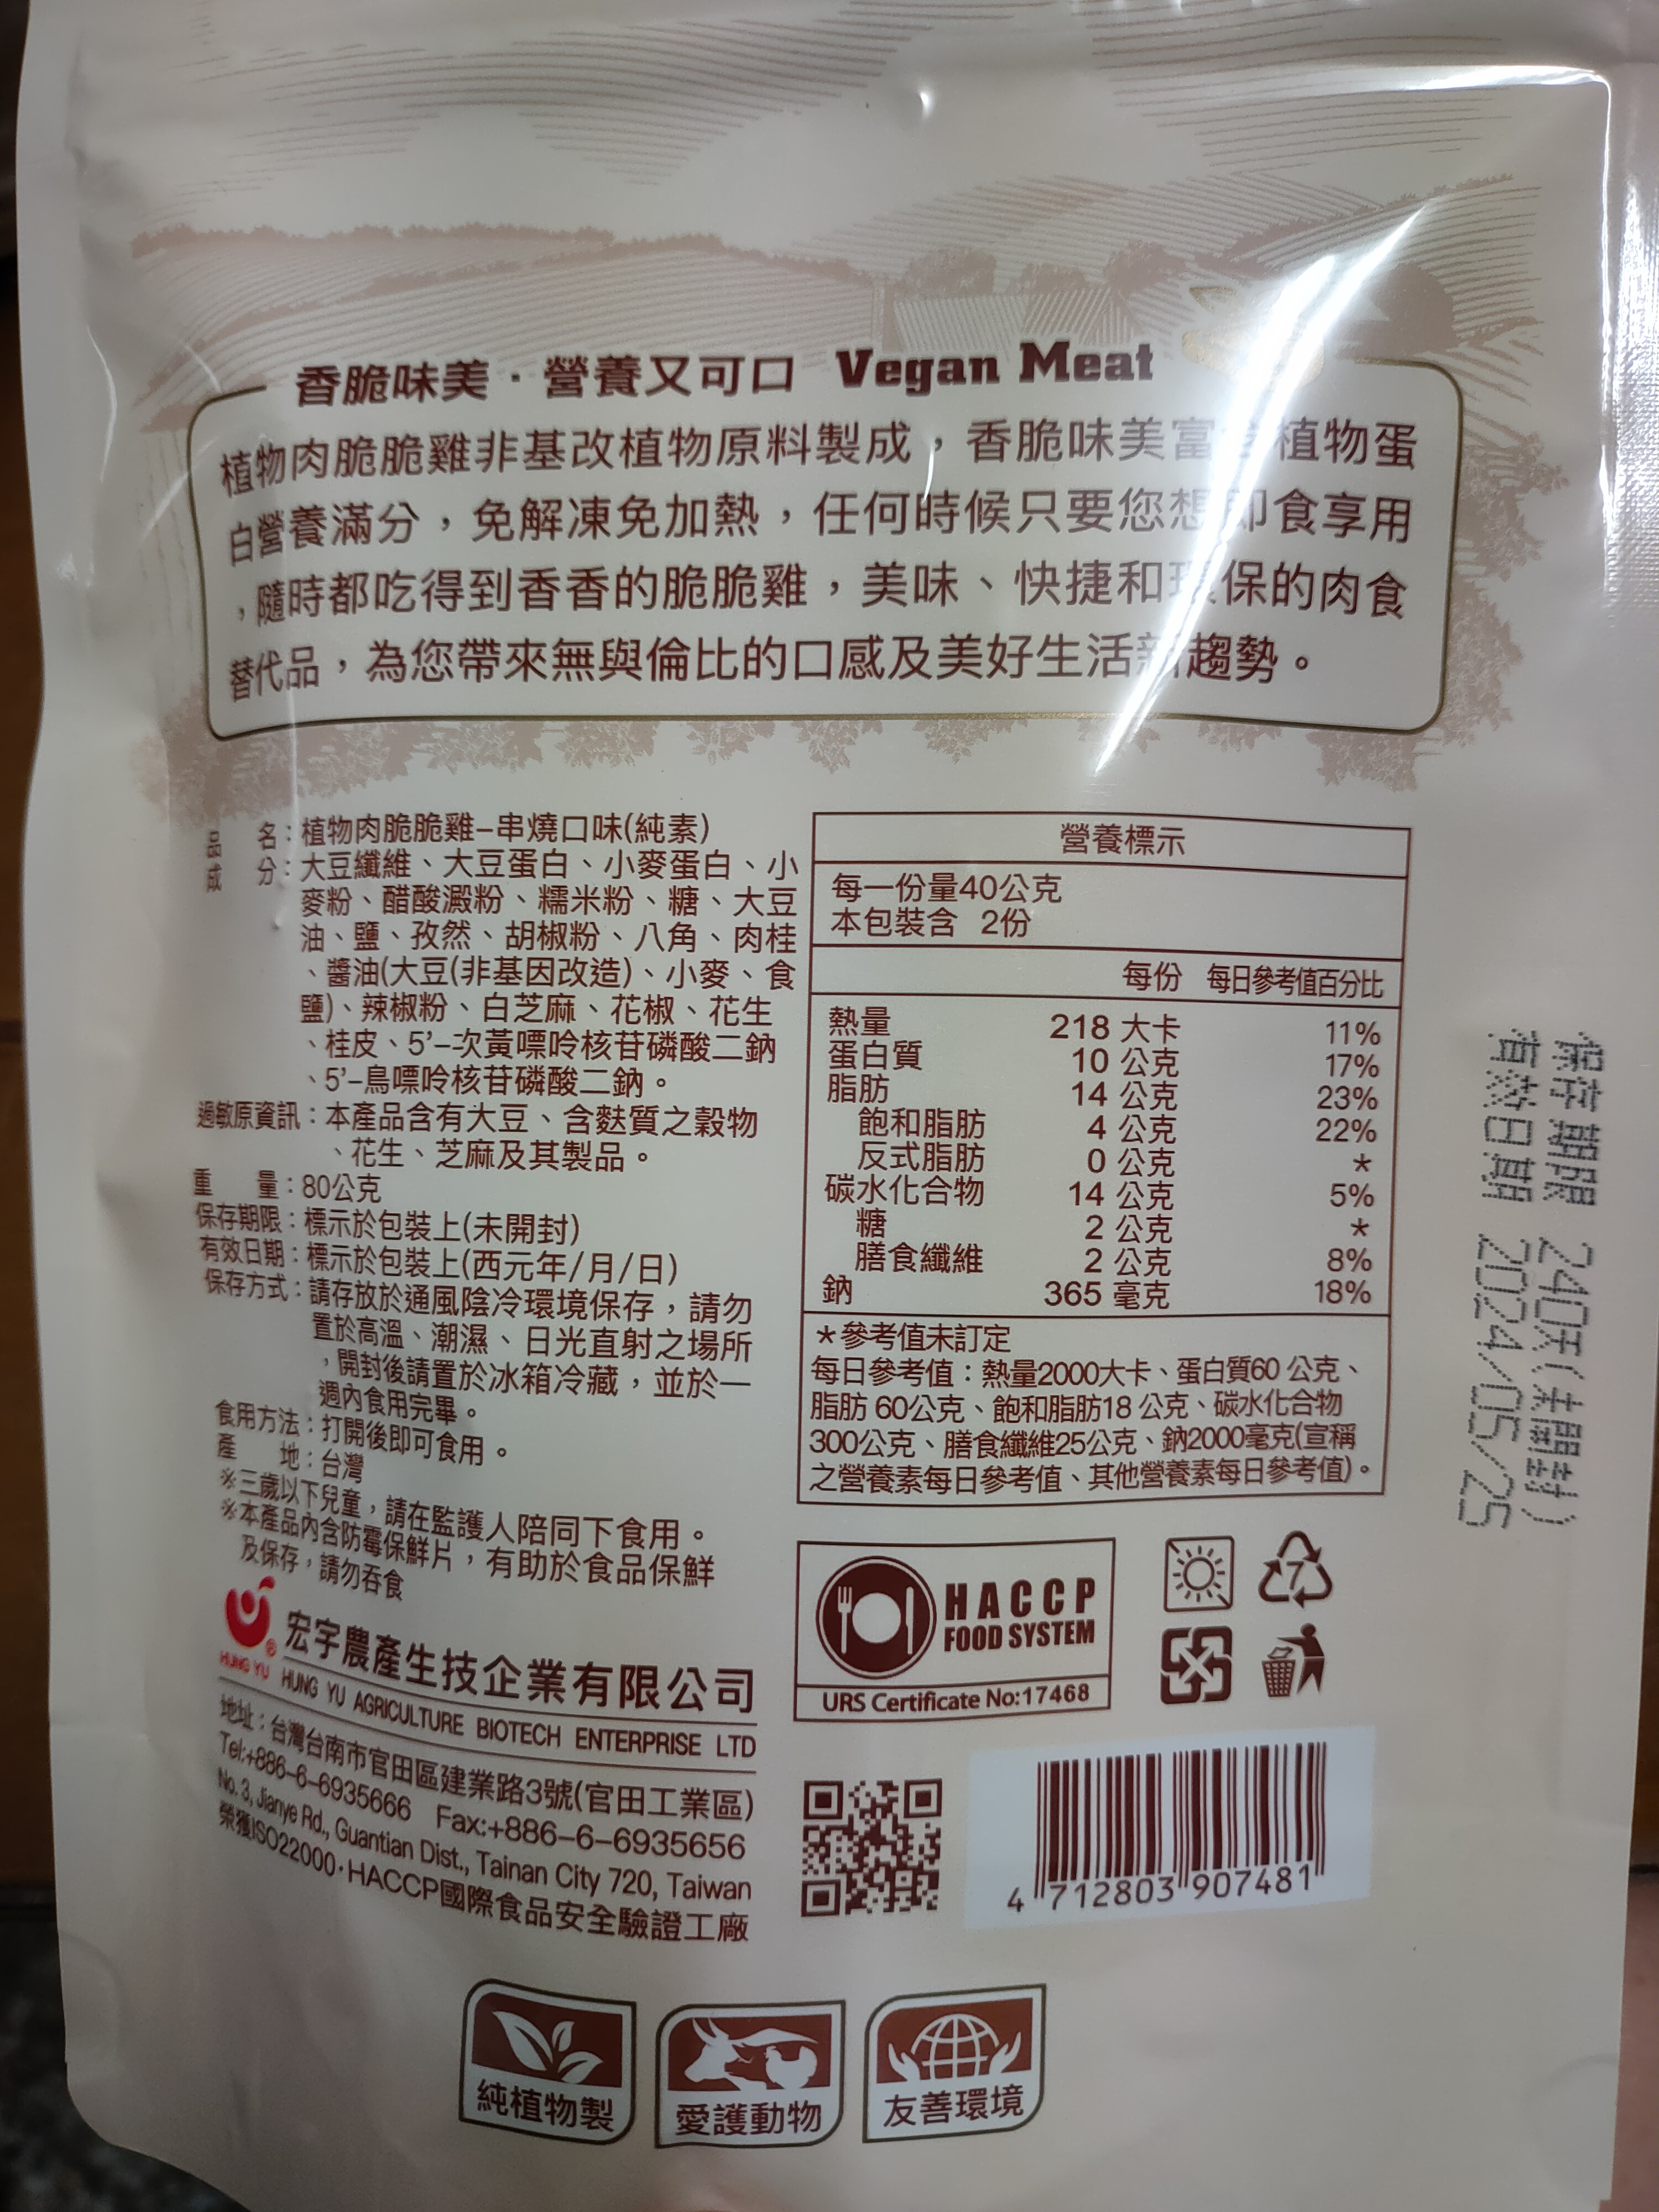 香脆味美·營養又可口 Vegan Meat
植物肉脆脆雞非基改植物原料製成，香脆味美富 植物蛋
白營養滿分，免解凍免加熱，任何時候只要您想即食享用
，隨時都吃得到香香的脆脆雞，美味、快捷和環保的肉食
替代品，為您帶來無與倫比的口感及美好生活新趨勢。
品　名：植物肉脆脆雞–串燒口味(純素)
成　分：大豆纖維、大豆蛋白、小麥蛋白、小
麥粉、醋酸澱粉、糯米粉、糖、大豆
油、鹽、孜然、胡椒粉、八角、肉桂
、醬油(大豆(非基因改造)、小麥、食
鹽)、辣椒粉、白芝麻、花椒、花生
、桂皮、5’–次黃嘌呤核苷磷酸二鈉
、5’–鳥嘌呤核苷磷酸二鈉。
過敏原資訊：本產品含有大豆、含麩質之穀物
、花生、芝麻及其製品。
重　量：80公克
保存期限：標示於包裝上(未開封)
有效日期：標示於包裝上(西元年/月/日)
保存方式：請存放於通風陰冷環境保存，請勿
置於高溫、潮濕、日光直射之場所
，開封後請置於冰箱冷藏，並於一
週內食用完畢。
食用方法：打開後即可食用。
產　地：台灣
※三歲以下兒童，請在監護人陪同下食用。
※本產品內含防霉保鮮片，有助於食品保鮮
及保存，請勿吞食
營養標示
每一份量40公克
本包裝含 2份
每份 每日參考值百分比
熱量 218 大卡 11%
蛋白質 10 公克 17%
脂肪 14 公克 23%
飽和脂肪 4 公克 22%
反式脂肪 0 公克 *
碳水化合物 14 公克 5%
糖 2 公克 *
膳食纖維 2 公克 8%
鈉 365 毫克 18%
*參考值未訂定
每日參考值：熱量2000大卡、蛋白質60 公克、
脂肪 60公克、飽和脂肪18 公克、碳水化合物
300公克、膳食纖維25公克、鈉2000毫克(宣稱
之營養素每日參考值、其他營養素每日參考值)。
保存期限 240天(未開封)
有效日期 2024/05/25
HACCP
FOOD SYSTEM
URS Certificate No:17468
7
HUNG YU ®
宏宇農產生技企業有限公司
HUNG YU AGRICULTURE BIOTECH ENTERPRISE LTD
地址：台灣台南市官田區建業路3號(官田工業區)
Tel:+886–6–6935666 Fax:+886–6–6935656
No. 3, Jianye Rd., Guantian Dist., Tainan City 720, Taiwan
榮獲ISO22000·HACCP國際食品安全驗證工廠
4 712803 907481
純植物製
愛護動物
友善環境